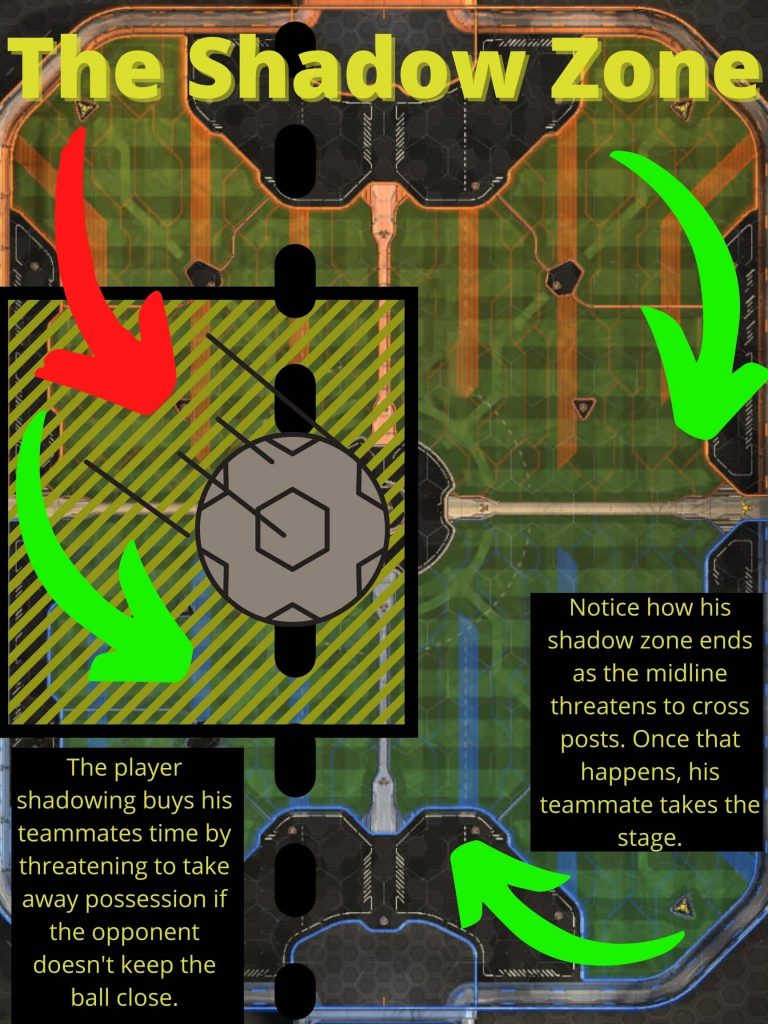 The Shadow Zone
Notice how his
shadow zone ends
as the midline
threatens to cross
posts. Once that
happens, his
teammate takes the
stage.
The player
shadowing buys his
teammates time by
threatening to take
away possession if
the opponent
doesn't keep the
ball close.